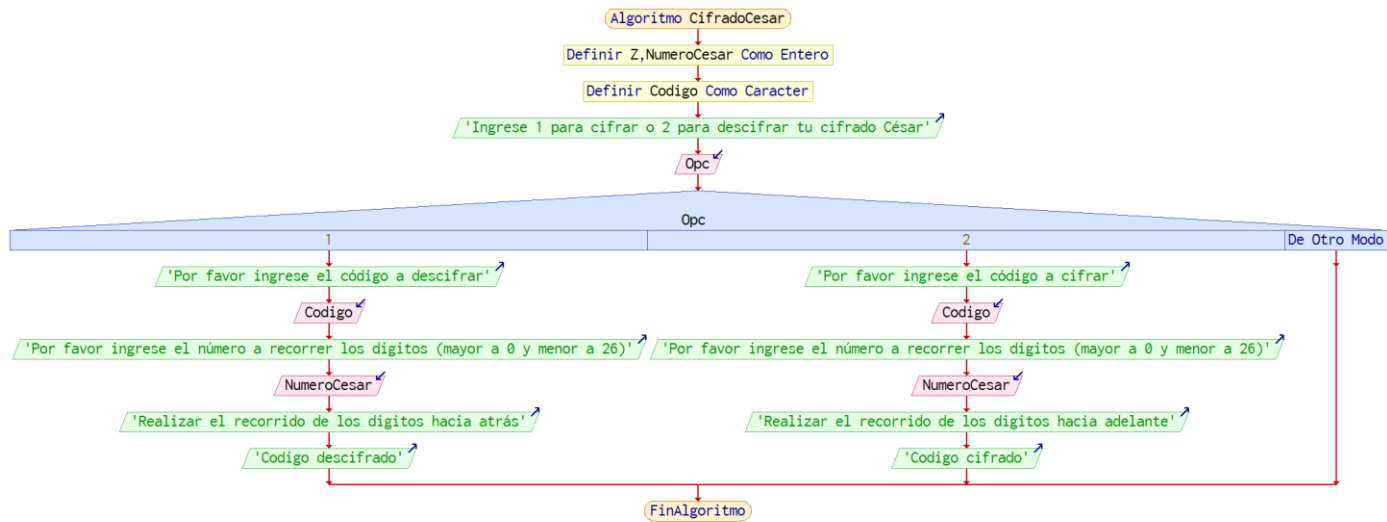 Algoritmo CifradoCesar
Definir Z,NumeroCesar Como Entero
Definir Codigo Como Caracter
'Ingrese 1 para cifrar o 2 para descifrar tu cifrado César'
Opc
Opc
1
2
De Otro Modo
'Por favor ingrese el código a descifrar'
'Por favor ingrese el código a cifrar'
Codigo
Codigo
'Por favor ingrese el número a recorrer los digitos (mayor a 0 y menor a 26)'
'Por favor ingrese el número a recorrer los digitos (mayor a 0 y menor a 26)'
NumeroCesar
NumeroCesar
'Realizar el recorrido de los digitos hacia atrás'
'Realizar el recorrido de los digitos hacia adelante'
'Codigo descifrado'
'Codigo cifrado'
FinAlgoritmo